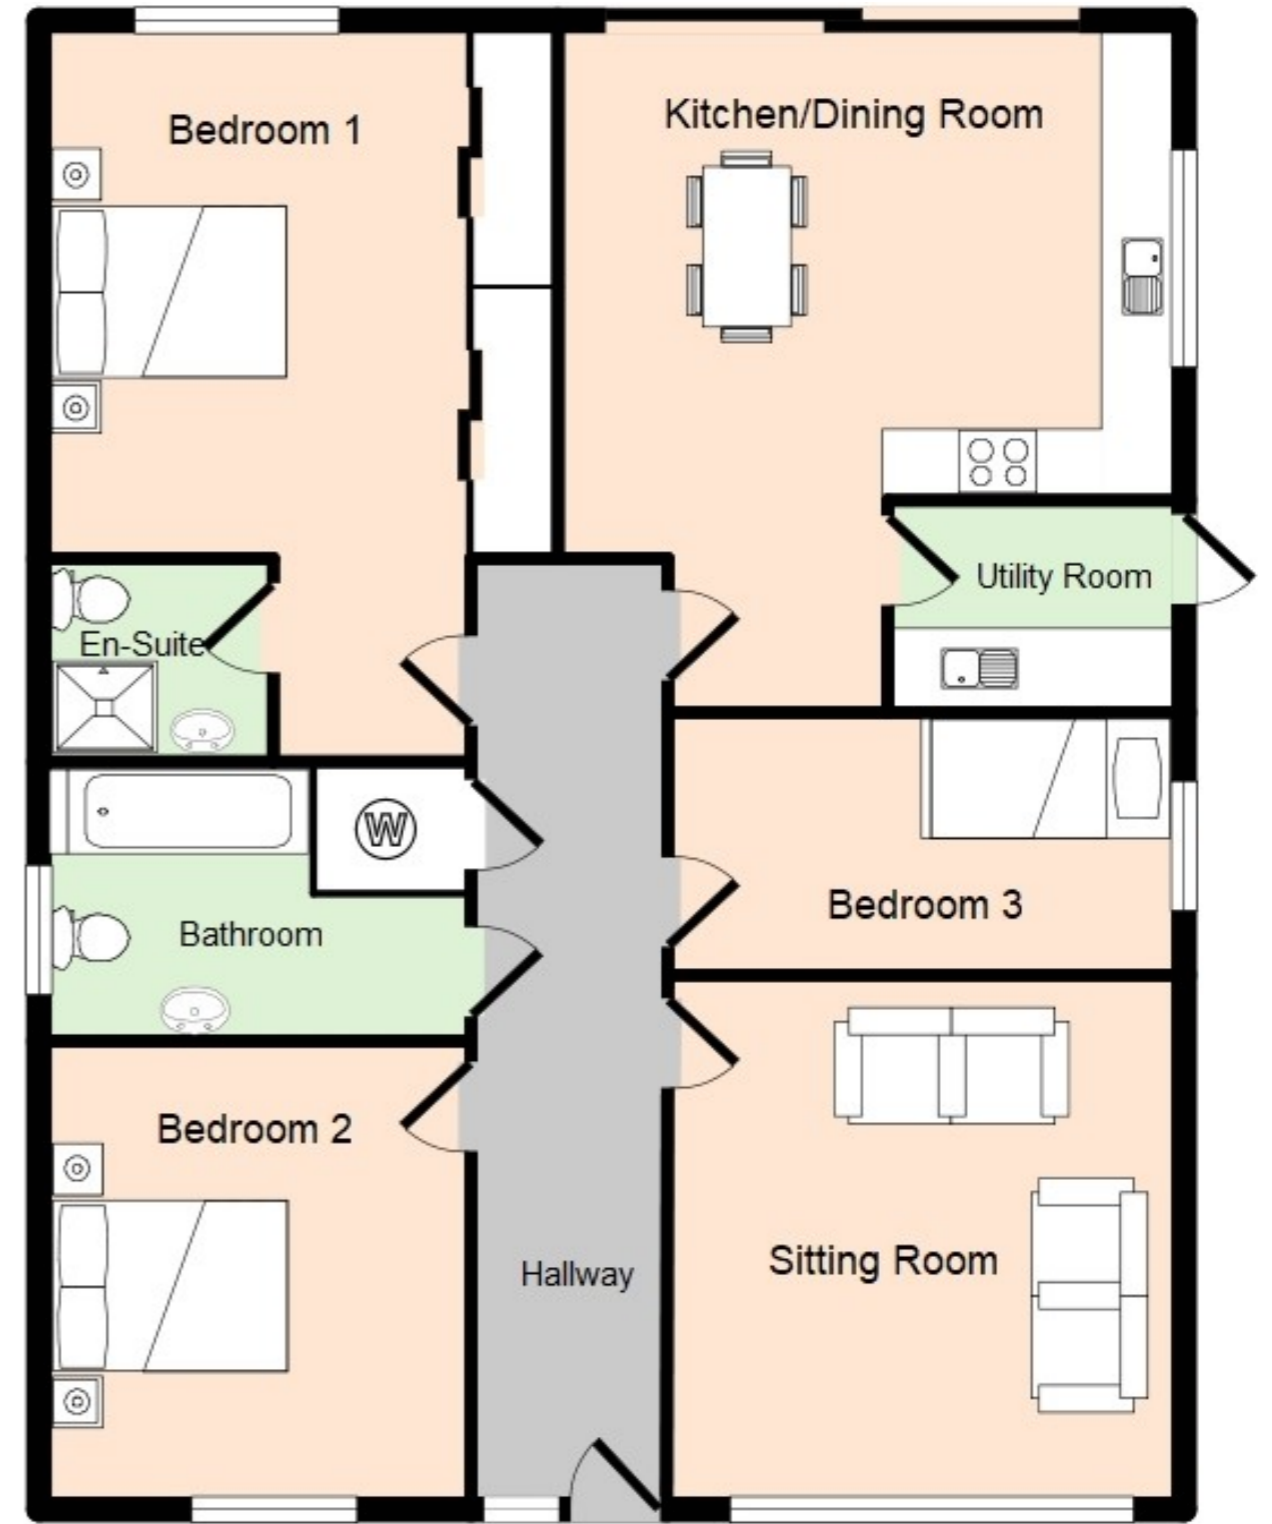 Bedroom 1
Kitchen/Dining Room
Utility Room
En-Suite
W
Bedroom 3
Bathroom
Bedroom 2
Sitting Room
Hallway